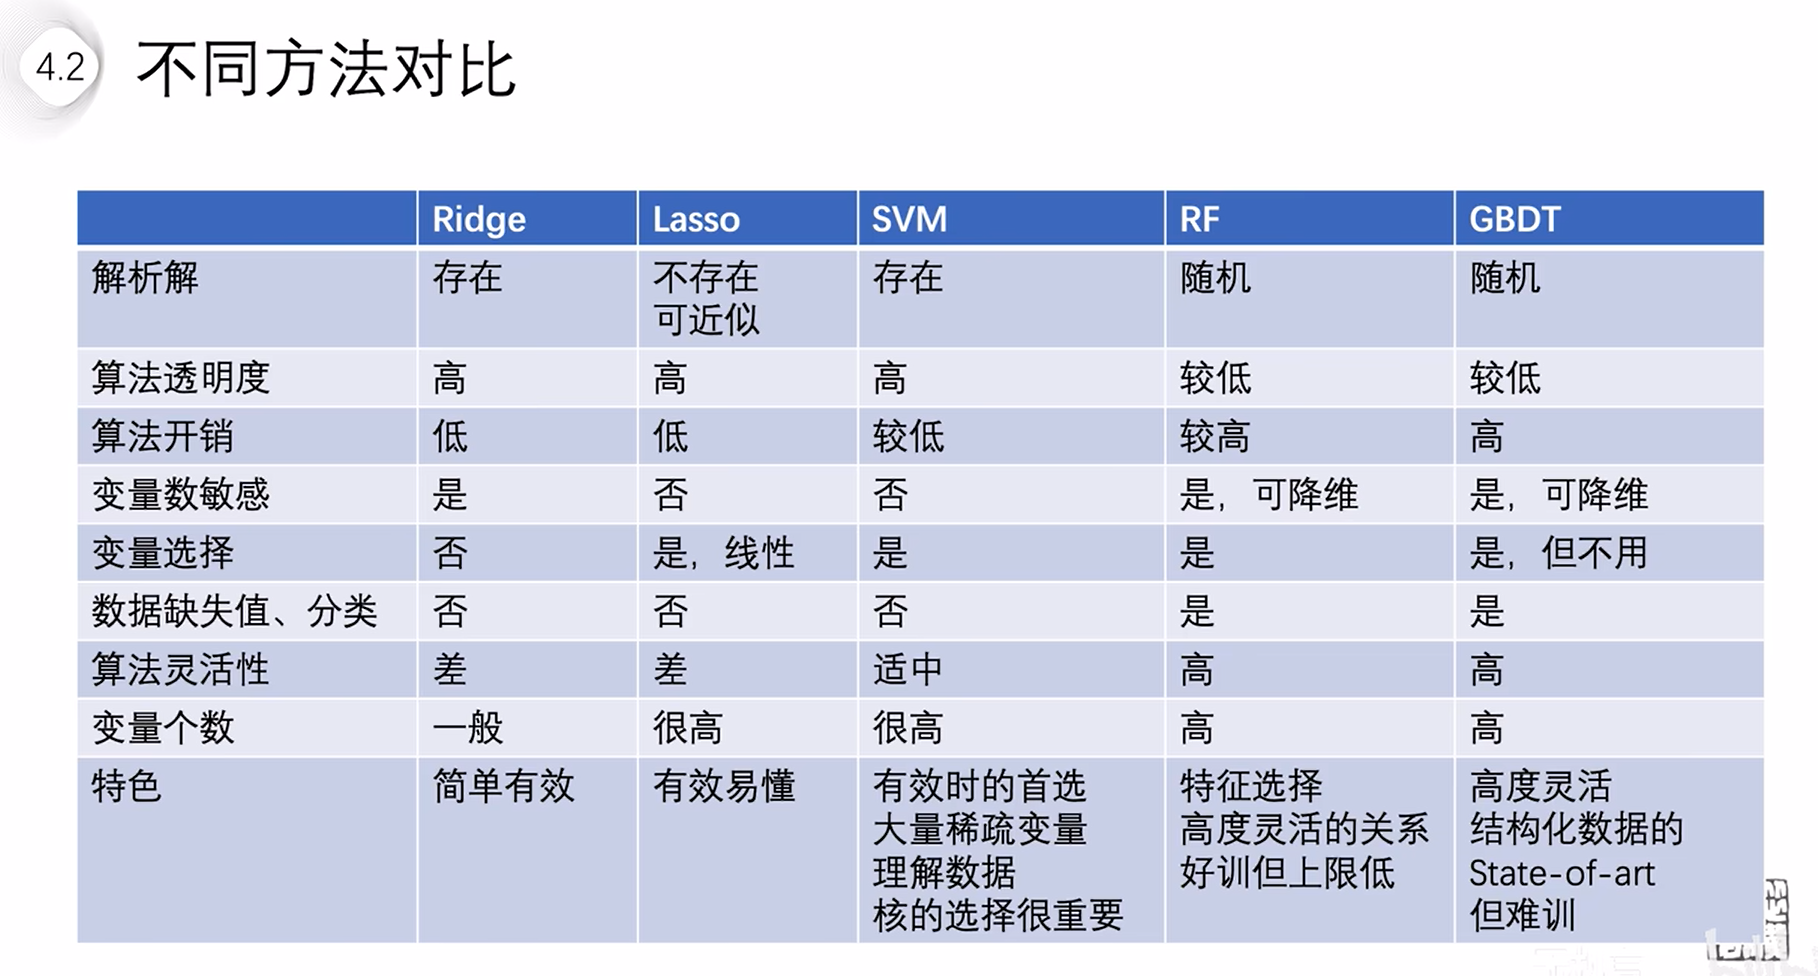 4.2
不同方法对比
Ridge Lasso SVM RF GBDT
解析解 存在 不存在 存在 随机 随机
可近似
算法透明度 高 高 高 较低 较低
算法开销 低 低 较低 较高 高
变量数敏感 是 否 否 是，可降维 是，可降维
变量选择 否 是，线性 是 是 是，但不用
数据缺失值、分类 否 否 否 是 是
算法灵活性 差 差 适中 高 高
变量个数 一般 很高 很高 高 高
特色 简单有效 有效易懂 有效时的首选 特征选择 高度灵活
大量稀疏变量 高度灵活的关系 结构化数据的
理解数据 好训但上限低 State-of-art
核的选择很重要 但难训